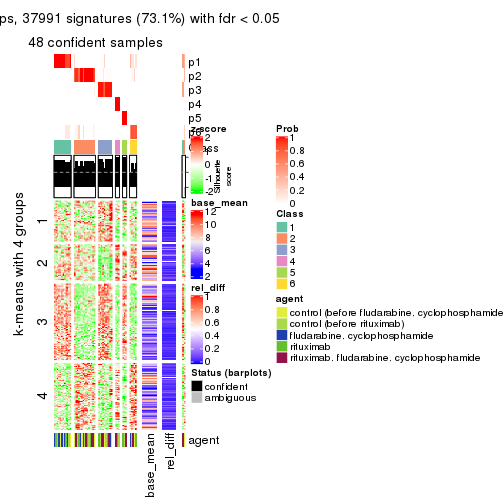 ps, 37991 signatures (73.1%) with fdr < 0.05
48 confident samples
p1
p2
p3
p4
p5
p6
Class
Silhouette
score
k-means with 4 groups
1
2
3
4
base_mean
rel_diff
agent
z-score
2
1
0
-1
-2
base_mean
12
10
8
6
4
2
rel_diff
1
0.8
0.6
0.4
0.2
0
Status (barplots)
confident
ambiguous
Prob
1
0.8
0.6
0.4
0.2
0
Class
1
2
3
4
5
6
agent
control (before fludarabine, cyclophosphamide
control (before rituximab)
fludarabine, cyclophosphamide
rituximab
rituximab, fludarabine, cyclophosphamide